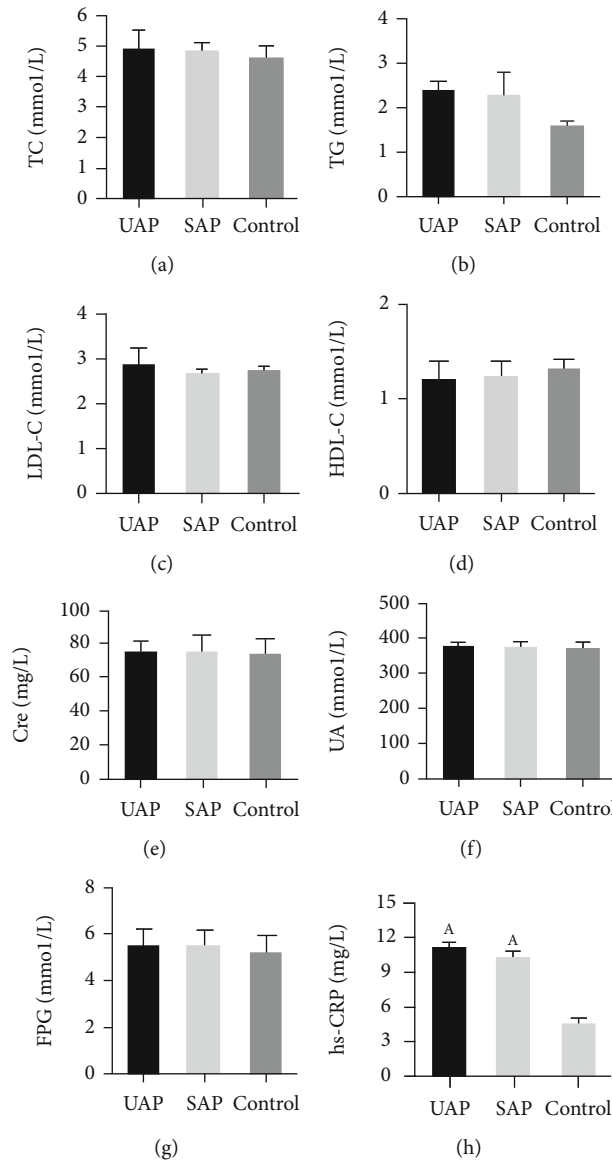 TC (mmo1/L)
6
5
4
3
2
1
0
UAP SAP Control
(a)
TG (mmo1/L)
4
3
2
1
0
UAP SAP Control
(b)
LDL-C (mmo1/L)
4
3
2
1
0
UAP SAP Control
(c)
HDL-C (mmo1/L)
2
1
0
UAP SAP Control
(d)
Cre (mg/L)
100
80
60
40
20
0
UAP SAP Control
(e)
UA (mmo1/L)
500
400
300
200
100
0
UAP SAP Control
(f)
FPG (mmo1/L)
8
6
4
2
0
UAP SAP Control
(g)
hs-CRP (mg/L)
15
12
9
6
3
0
A A
UAP SAP Control
(h)